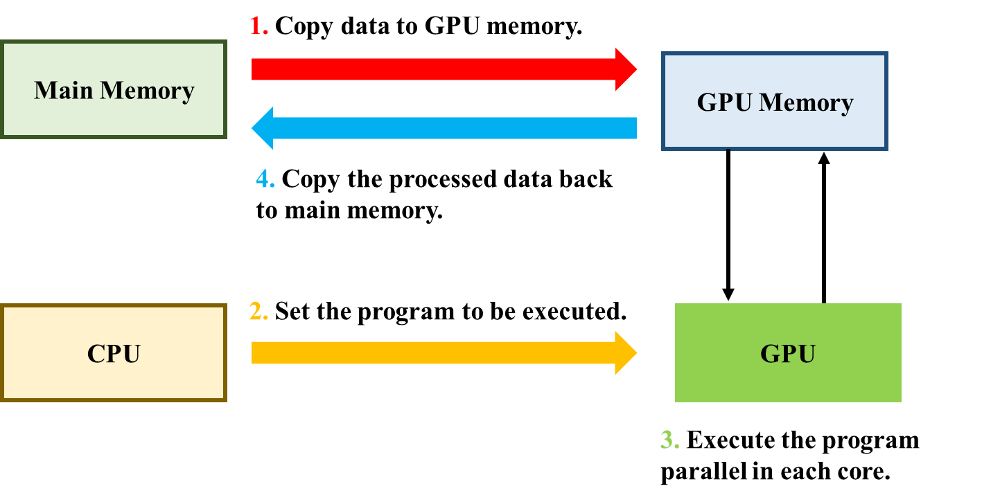 1. Copy data to GPU memory.
Main Memory
GPU Memory
4. Copy the processed data back
to main memory.
2. Set the program to be executed.
CPU
GPU
3. Execute the program
parallel in each core.